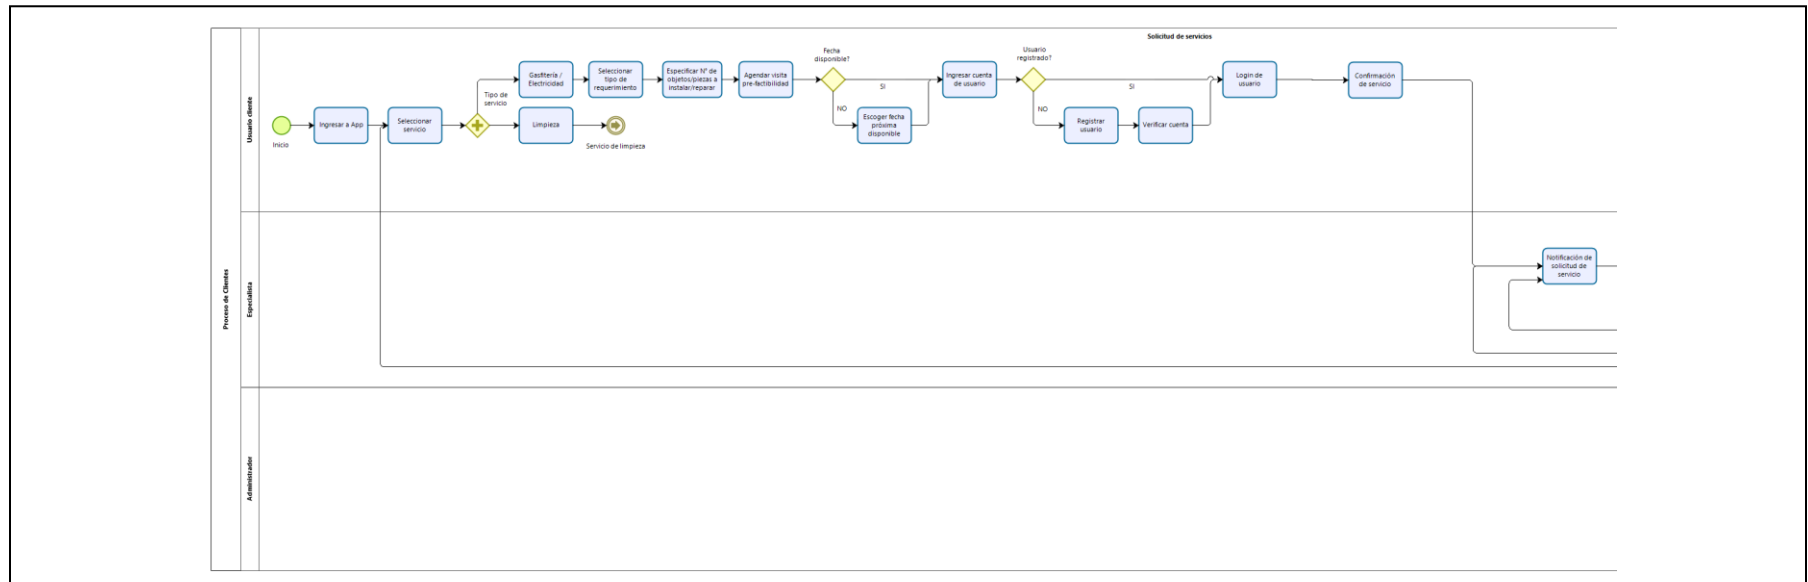 Solicitud de servicios
Proceso de Clientes
Usuario cliente
Inicio
Ingresar a App
Seleccionar
servicio
Tipo de
servicio
Gasfitería /
Electricidad
Seleccionar
tipo de
requerimiento
Especificar N° de
objetos/piezas a
instalar/reparar
Agendar visita
pre-factibilidad
Fecha
disponible?
SI
NO
Escoger fecha
próxima
disponible
Ingresar cuenta
de usuario
Usuario
registrado?
SI
NO
Registrar
usuario
Verificar cuenta
Login de
usuario
Confirmación
de servicio
Limpieza
Servicio de limpieza
Especialista
Notificación de
solicitud de
servicio
Administrador